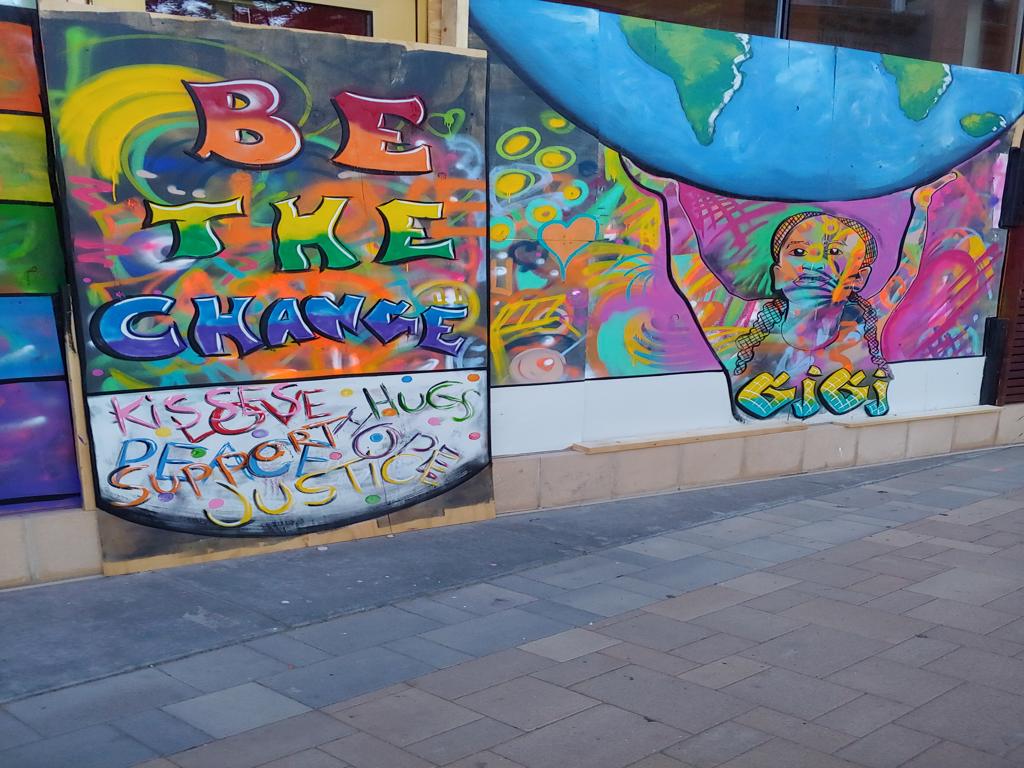 BE
THE
CHANGE
KISSES HUGS
LOVE
PEACE HOPE
SUPPORT
JUSTICE
GiGi